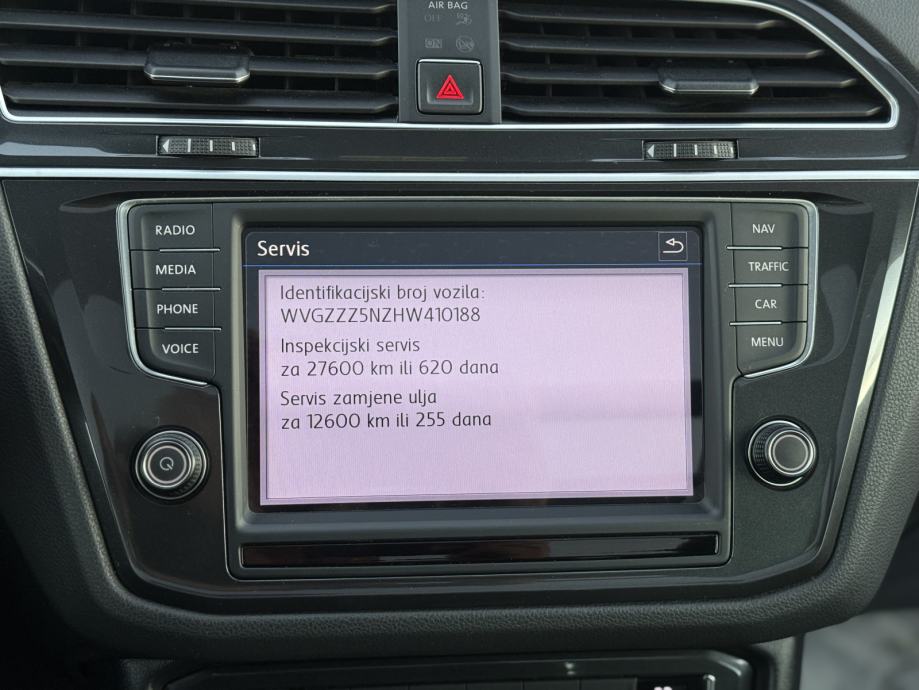 AIR BAG
OFF
ON
RADIO
MEDIA
PHONE
VOICE
NAV
TRAFFIC
CAR
MENU
Servis
Identifikacijski broj vozila:
WVGZZZ5NZHW410188
Inspekcijski servis
za 27600 km ili 620 dana
Servis zamjene ulja
za 12600 km ili 255 dana